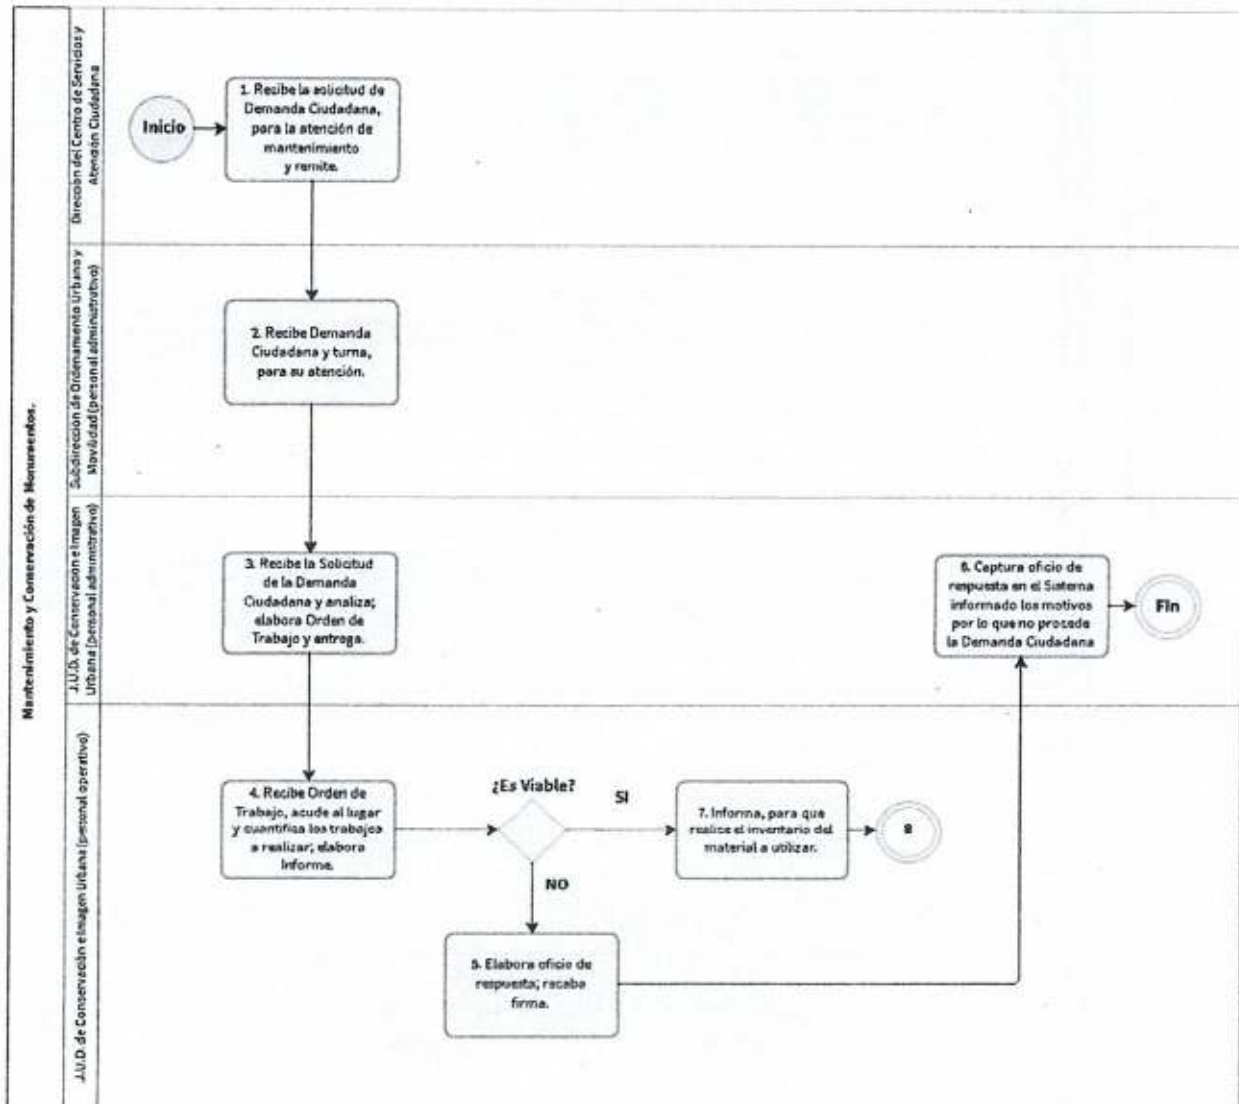 Mantenimiento y Conservación de Monumentos.
Dirección del Centro de Servicios y
Atención Ciudadana
Inicio
1. Recibe la solicitud de
Demanda Ciudadana,
para la atención de
mantenimiento
y remite.
Subdirección de Ordenamiento Urbano y
Movilidad (personal administrativo)
2. Recibe Demanda
Ciudadana y turna,
para su atención.
J.U.D. de Conservación e Imagen
Urbana (personal administrativo)
3. Recibe la Solicitud
de la Demanda
Ciudadana y analiza;
elabora Orden de
Trabajo y entrega.
6. Captura oficio de
respuesta en el Sistema
informado los motivos
por lo que no procede
la Demanda Ciudadana
Fin
J.U.D. de Conservación e Imagen Urbana (personal operativo)
4. Recibe Orden de
Trabajo, acude al lugar
y cuantifica los trabajos
a realizar; elabora
Informe.
¿Es Viable?
SI
7. Informa, para que
realice el inventario del
material a utilizar.
8
NO
5. Elabora oficio de
respuesta; recaba
firma.